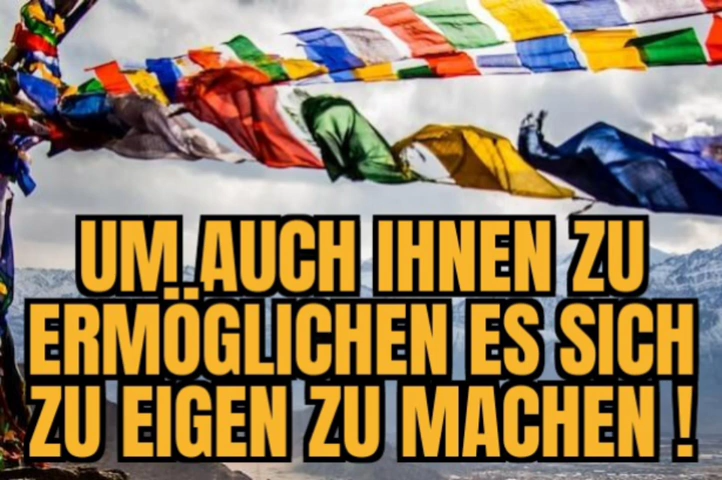 UM AUCH IHNEN ZU
ERMÖGLICHEN ES SICH
ZU EIGEN ZU MACHEN !